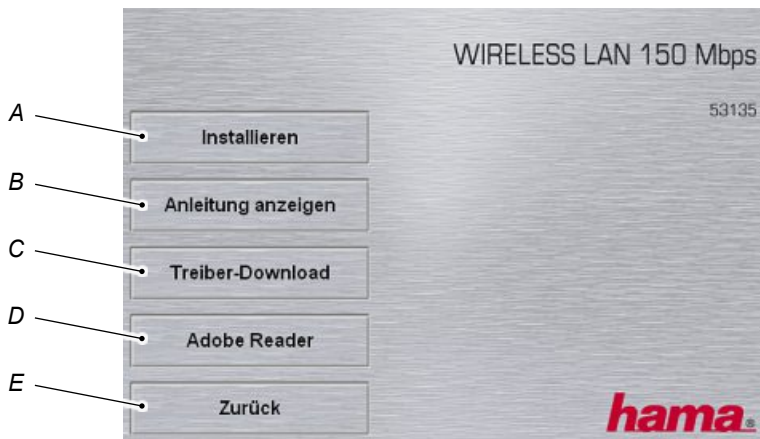 WIRELESS LAN 150 Mbps
53135
A
Installieren
B
Anleitung anzeigen
C
Treiber-Download
D
Adobe Reader
E
Zurück
hama.